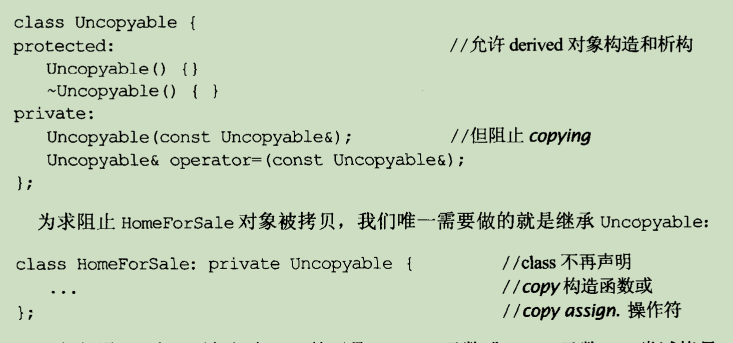 class Uncopyable {
protected: //允许 derived 对象构造和析构
Uncopyable() {}
~Uncopyable() { }
private:
Uncopyable(const Uncopyable&); //但阻止 copying
Uncopyable& operator=(const Uncopyable&);
};
为求阻止 HomeForSale 对象被拷贝，我们唯一需要做的就是继承 Uncopyable:
class HomeForSale: private Uncopyable { //class 不再声明
... //copy 构造函数或
}; //copy assign. 操作符